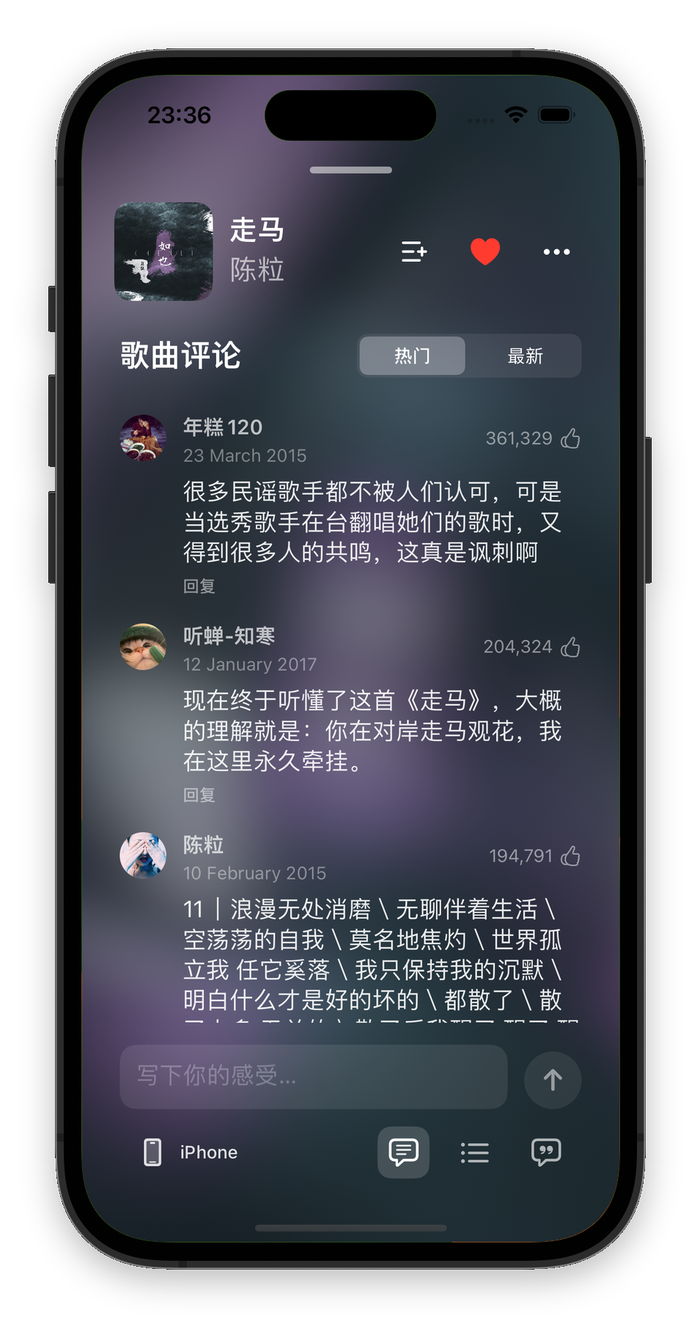 23:36
如也
走马
陈粒
歌曲评论
热门
最新
年糕120
361,329
23 March 2015
很多民谣歌手都不被人们认可，可是
当选秀歌手在台翻唱她们的歌时，又
得到很多人的共鸣，这真是讽刺啊
回复
听蝉-知寒
204,324
12 January 2017
现在终于听懂了这首《走马》，大概
的理解就是：你在对岸走马观花，我
在这里永久牵挂。
回复
陈粒
194,791
10 February 2015
11｜浪漫无处消磨 \ 无聊伴着生活 \
空荡荡的自我 \ 莫名地焦灼 \ 世界孤
立我 任它奚落 \ 我只保持我的沉默 \
明白什么才是好的坏的 \ 都散了 \ 散
写下你的感受...
iPhone